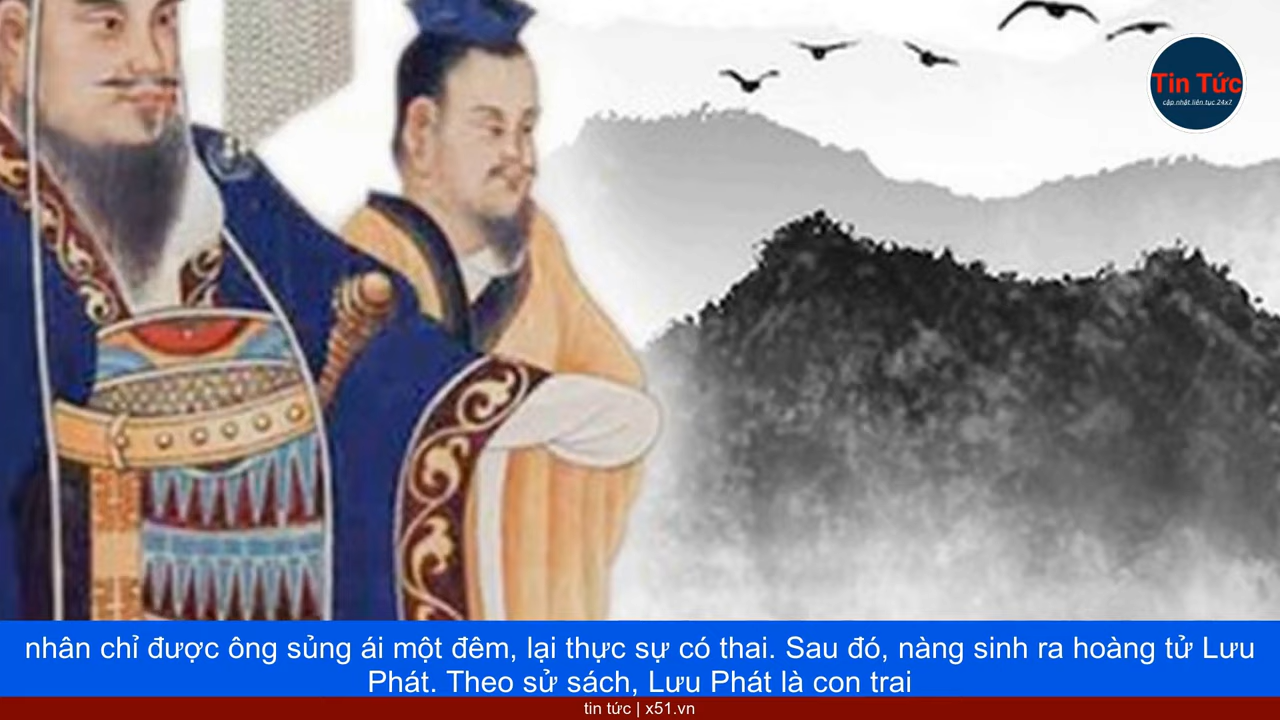 Tin Tức
cập nhật liên tục 24x7
nhân chỉ được ông sủng ái một đêm, lại thực sự có thai. Sau đó, nàng sinh ra hoàng tử Lưu
Phát. Theo sử sách, Lưu Phát là con trai
tin tức | x51.vn